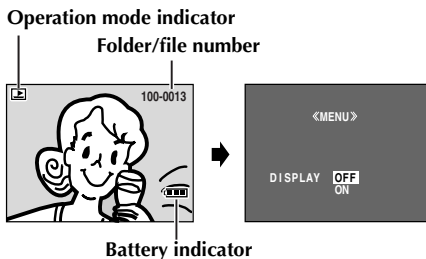 Operation mode indicator
Folder/file number
100-0013
《MENU》
DISPLAY OFF
ON
Battery indicator